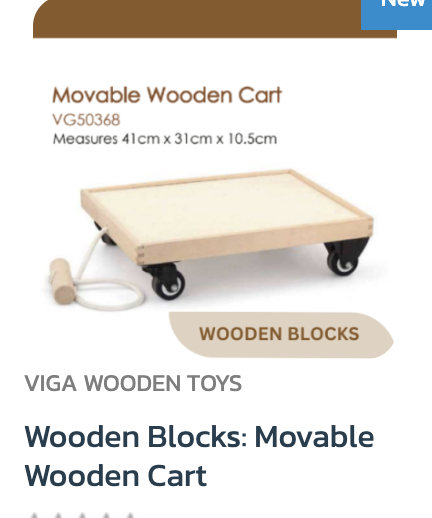 New
Movable Wooden Cart
VG50368
Measures 41cm x 31cm x 10.5cm
WOODEN BLOCKS
VIGA WOODEN TOYS
Wooden Blocks: Movable
Wooden Cart